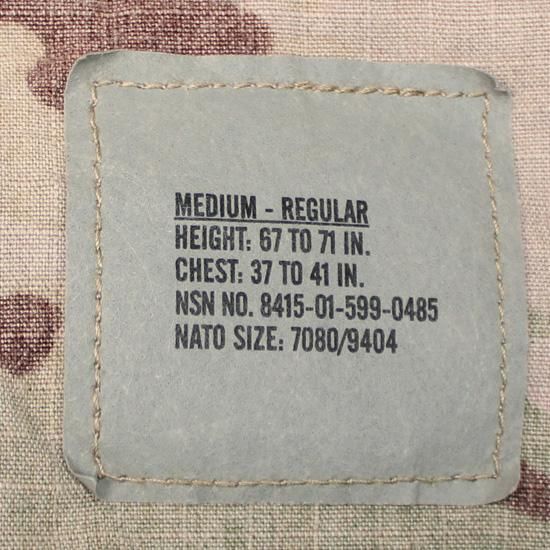 MEDIUM - REGULAR
HEIGHT: 67 TO 71 IN.
CHEST: 37 TO 41 IN.
NSN NO. 8415-01-599-0485
NATO SIZE: 7080/9404